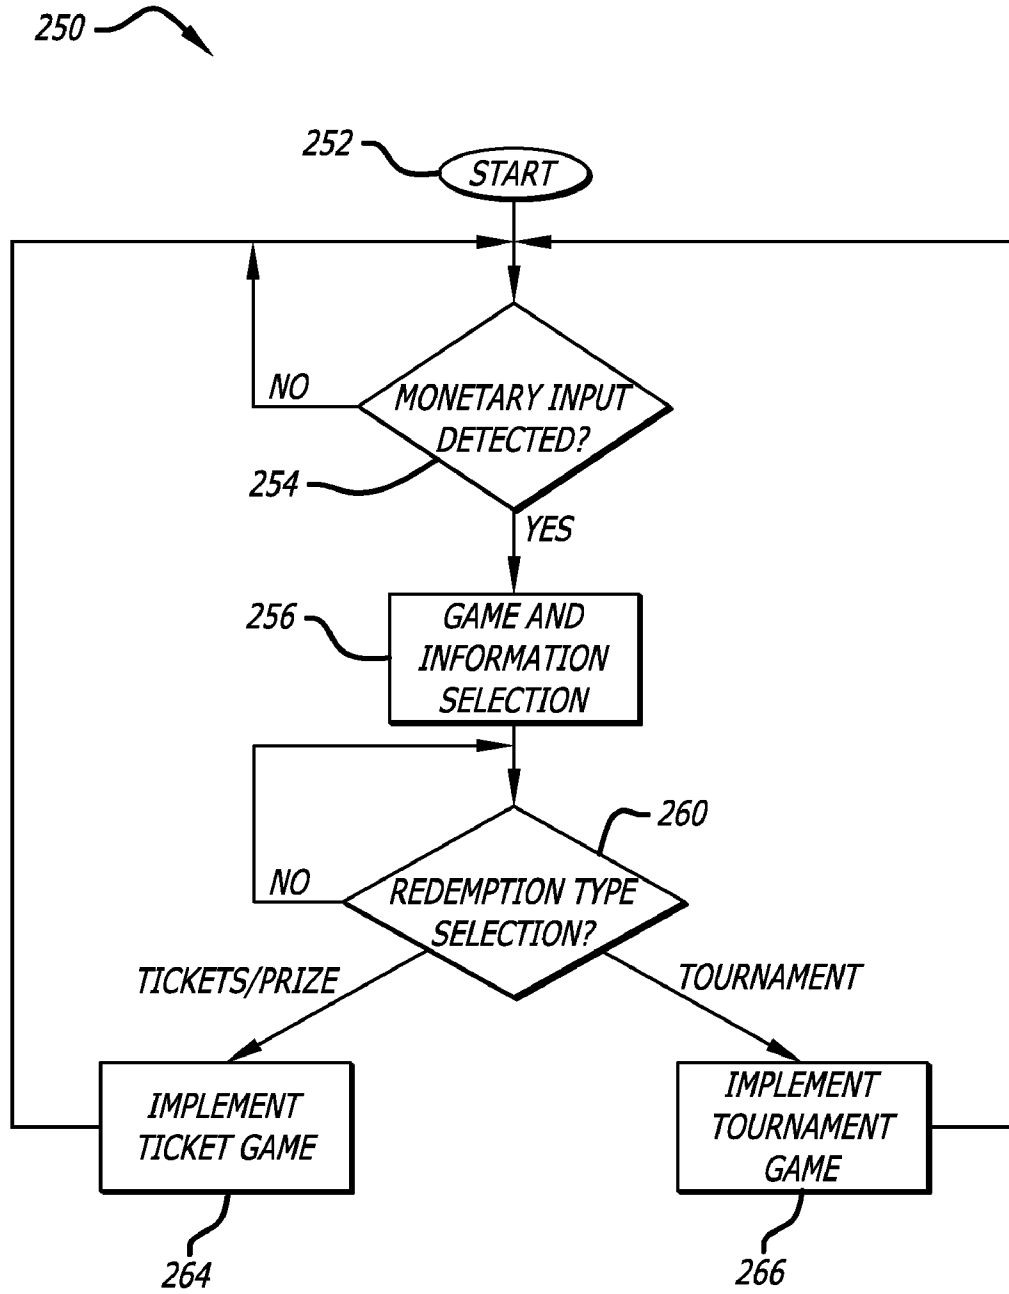 250
252
START
NO
MONETARY INPUT
DETECTED?
254
YES
256
GAME AND
INFORMATION
SELECTION
260
NO
REDEMPTION TYPE
SELECTION?
TICKETS/PRIZE
TOURNAMENT
IMPLEMENT
TICKET GAME
IMPLEMENT
TOURNAMENT
GAME
264
266